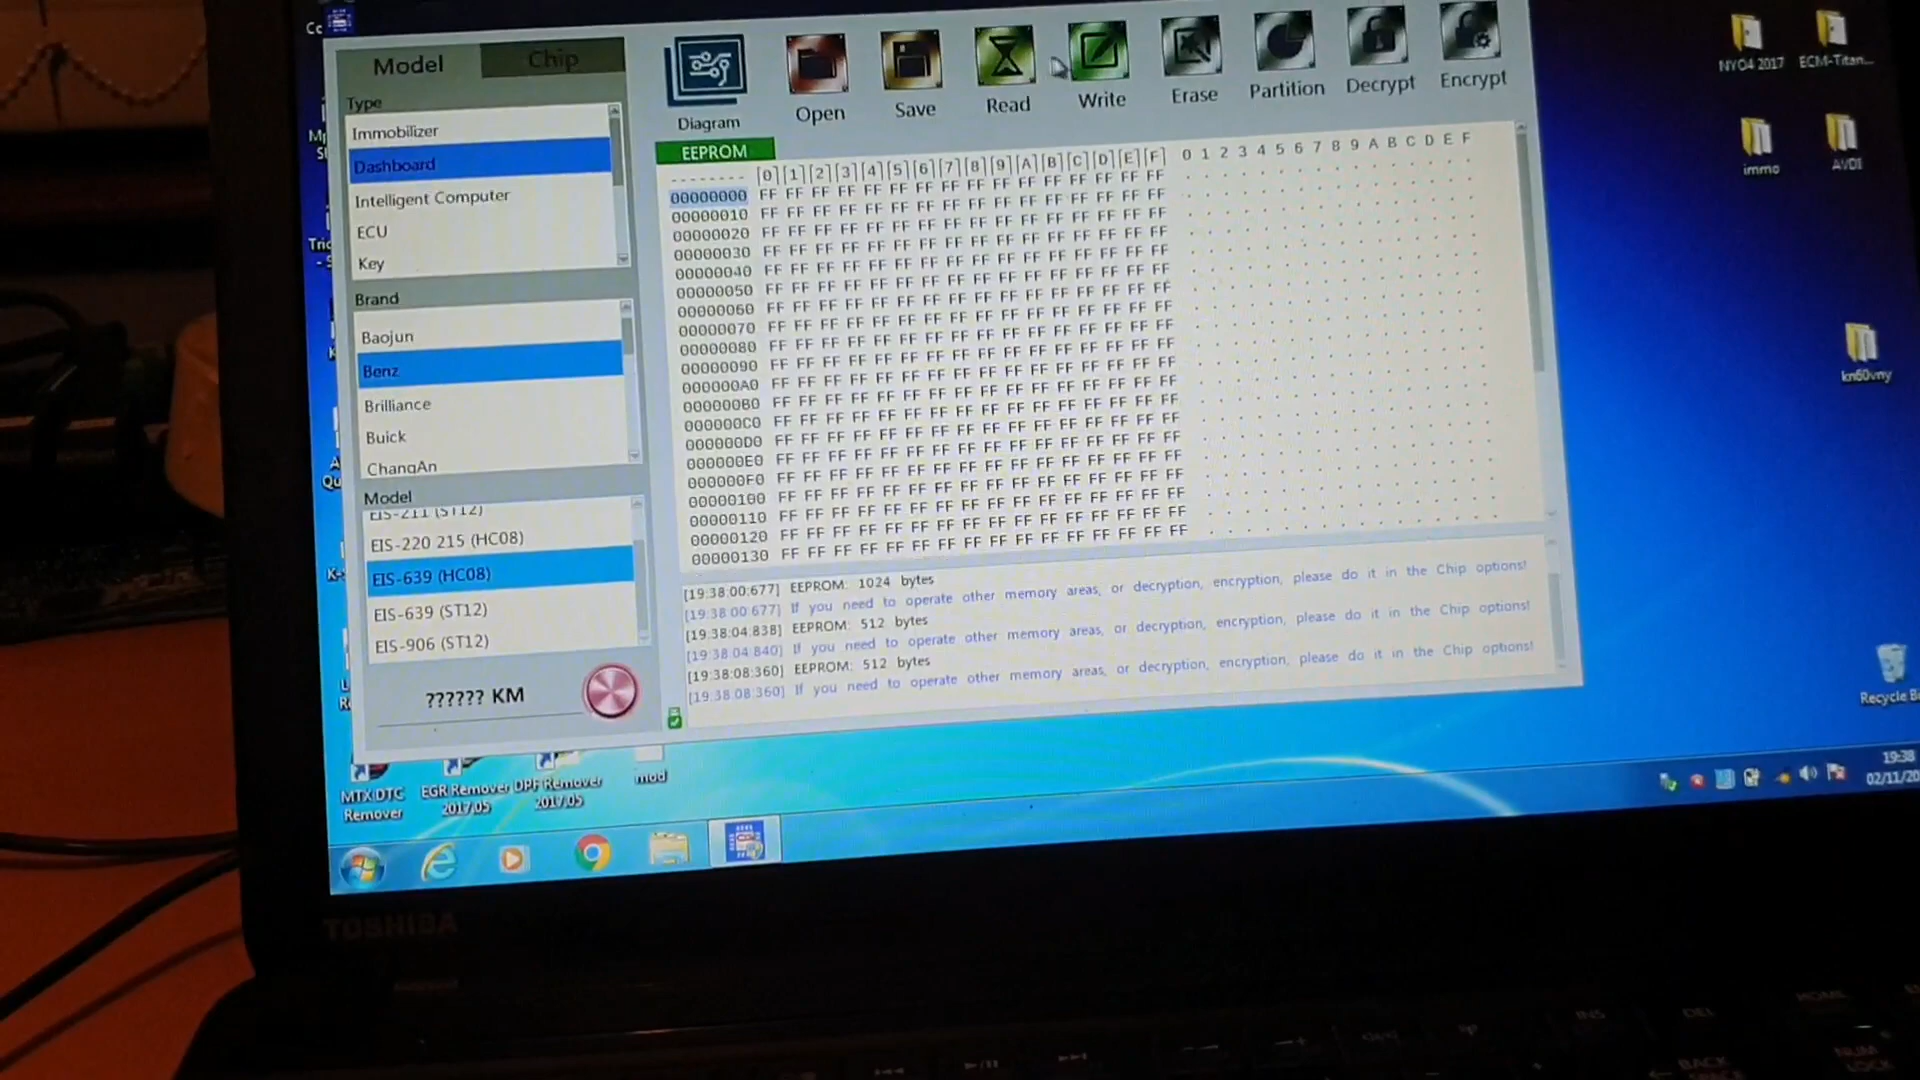 Model Chip
Type
Immobilizer
Dashboard
Intelligent Computer
ECU
Key
Brand
Baojun
Benz
Brilliance
Buick
ChangAn
Model
EIS-211 (ST12)
EIS-220 215 (HC08)
EIS-639 (HC08)
EIS-639 (ST12)
EIS-906 (ST12)
?????? KM
Diagram Open Save Read Write Erase Partition Decrypt Encrypt
EEPROM
-------- [0][1][2][3][4][5][6][7][8][9][A][B][C][D][E][F] 0 1 2 3 4 5 6 7 8 9 A B C D E F
00000000 FF FF FF FF FF FF FF FF FF FF FF FF FF FF FF FF
00000010 FF FF FF FF FF FF FF FF FF FF FF FF FF FF FF FF
00000020 FF FF FF FF FF FF FF FF FF FF FF FF FF FF FF FF
00000030 FF FF FF FF FF FF FF FF FF FF FF FF FF FF FF FF
00000040 FF FF FF FF FF FF FF FF FF FF FF FF FF FF FF FF
00000050 FF FF FF FF FF FF FF FF FF FF FF FF FF FF FF FF
00000060 FF FF FF FF FF FF FF FF FF FF FF FF FF FF FF FF
00000070 FF FF FF FF FF FF FF FF FF FF FF FF FF FF FF FF
00000080 FF FF FF FF FF FF FF FF FF FF FF FF FF FF FF FF
00000090 FF FF FF FF FF FF FF FF FF FF FF FF FF FF FF FF
000000A0 FF FF FF FF FF FF FF FF FF FF FF FF FF FF FF FF
000000B0 FF FF FF FF FF FF FF FF FF FF FF FF FF FF FF FF
000000C0 FF FF FF FF FF FF FF FF FF FF FF FF FF FF FF FF
000000D0 FF FF FF FF FF FF FF FF FF FF FF FF FF FF FF FF
000000E0 FF FF FF FF FF FF FF FF FF FF FF FF FF FF FF FF
000000F0 FF FF FF FF FF FF FF FF FF FF FF FF FF FF FF FF
00000100 FF FF FF FF FF FF FF FF FF FF FF FF FF FF FF FF
00000110 FF FF FF FF FF FF FF FF FF FF FF FF FF FF FF FF
00000120 FF FF FF FF FF FF FF FF FF FF FF FF FF FF FF FF
00000130 FF FF FF FF FF FF FF FF FF FF FF FF FF FF FF FF
[19:38:00:677] EEPROM: 1024 bytes
[19:38:00:677] If you need to operate other memory areas, or decryption, encryption, please do it in the Chip options!
[19:38:04:838] EEPROM: 512 bytes
[19:38:04:840] If you need to operate other memory areas, or decryption, encryption, please do it in the Chip options!
[19:38:08:360] EEPROM: 512 bytes
[19:38:08:360] If you need to operate other memory areas, or decryption, encryption, please do it in the Chip options!
NYO4 2017 ECM-Titan...
immo AVDI
kn60vny
Recycle
MTX DTC
Remover
EGR Remover
2017.05
DPF Remover
2017.05
mod
19:38
02/11/20
TOSHIBA
INS DEL HOME
BACK
NUM
LOCK